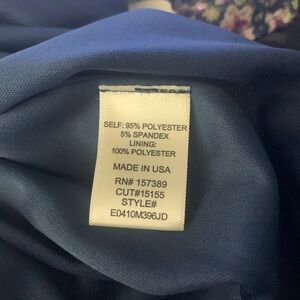 SELF: 95% POLYESTER
5% SPANDEX
LINING:
100% POLYESTER
MADE IN USA
RN# 157389
CUT#15155
STYLE#
E0410M396JD